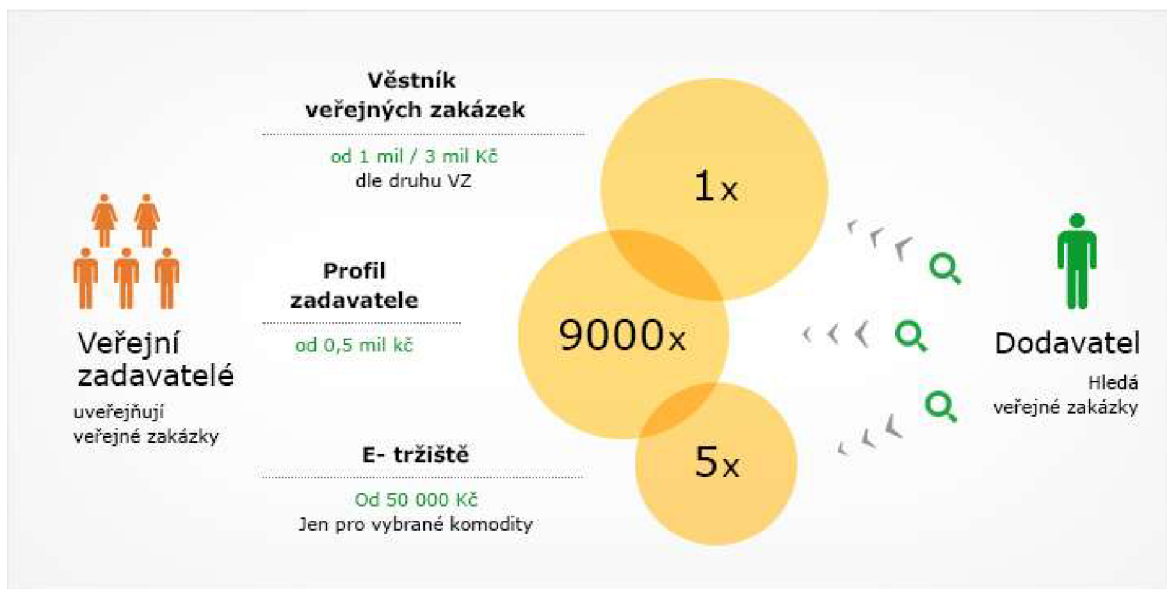 Věstník
veřejných zakázek
od 1 mil / 3 mil Kč
dle druhu VZ
1x
Profil
zadavatele
od 0,5 mil kč
9000x
Veřejní
zadavatelé
uveřejňují
veřejné zakázky
Dodavatel
Hledá
veřejné zakázky
E- tržiště
Od 50 000 Kč
Jen pro vybrané komodity
5x